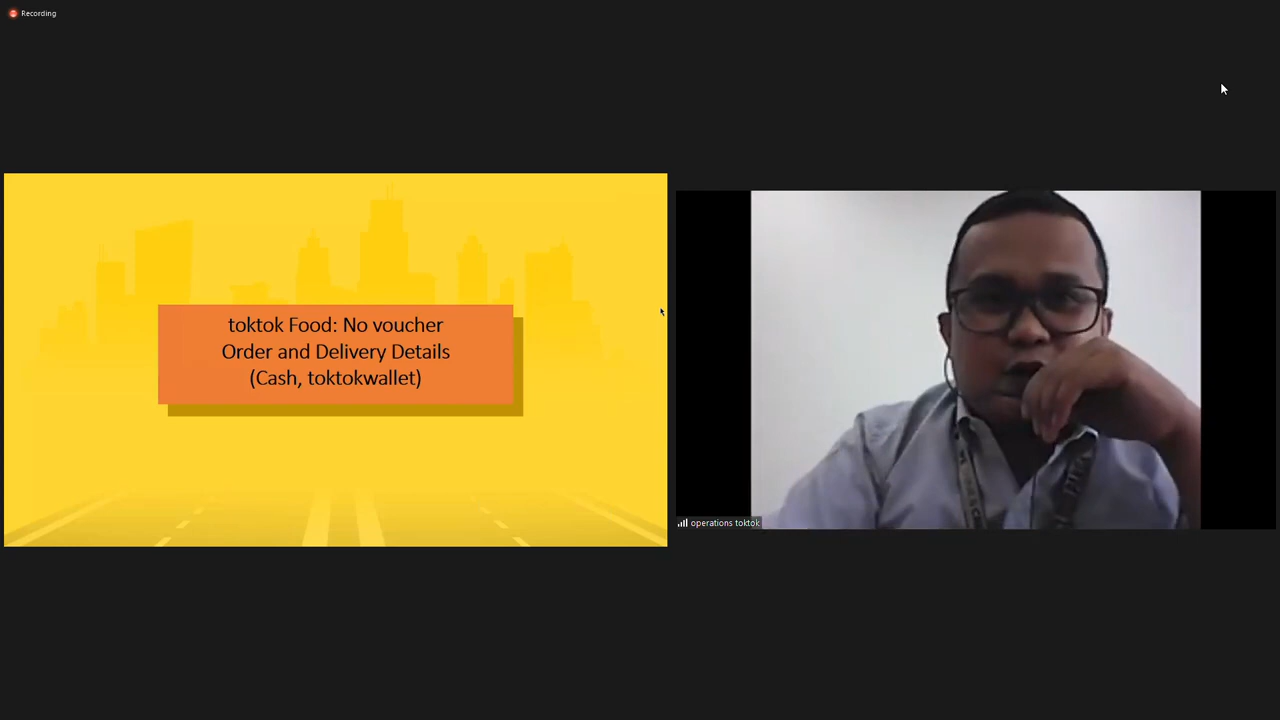 Recording
toktok Food: No voucher
Order and Delivery Details
(Cash, toktokwallet)
operations toktok